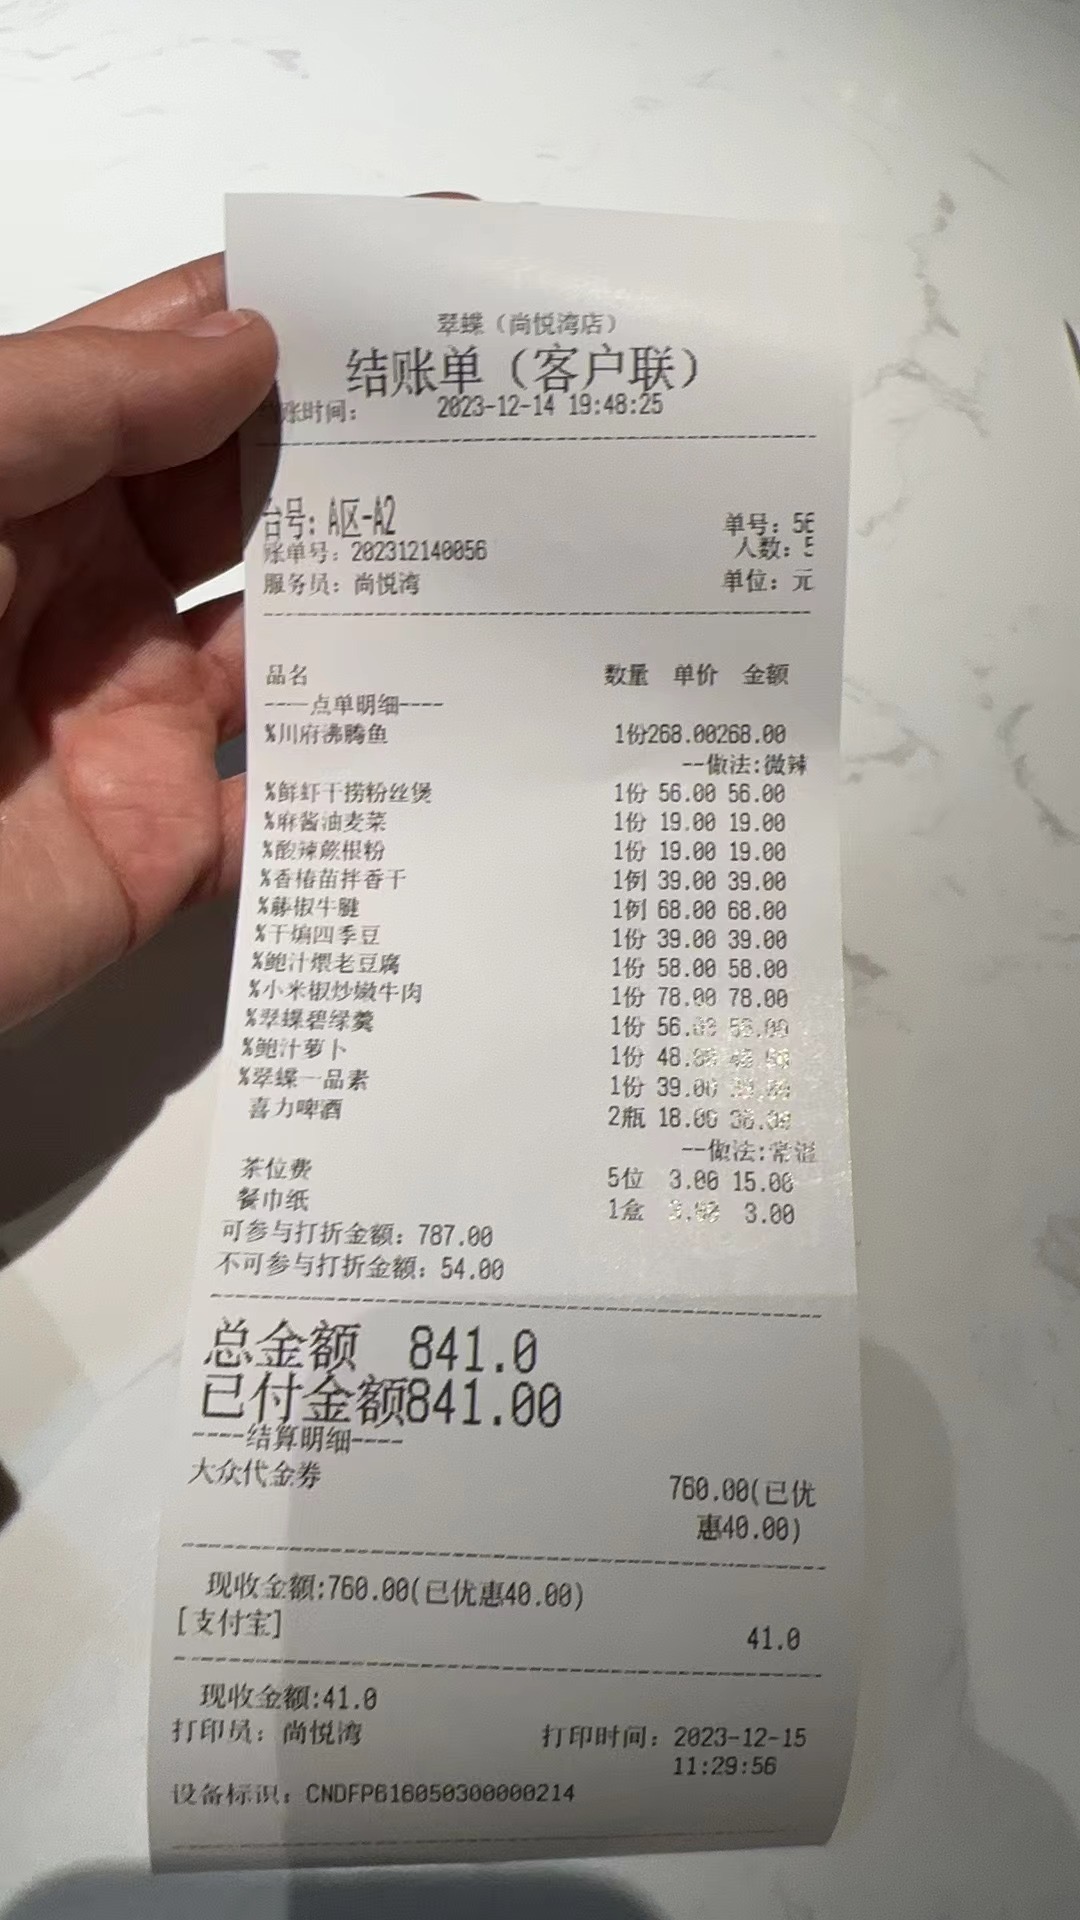 翠蝶（尚悦湾店）
结账单（客户联）
账时间： 2023-12-14 19:48:25
台号：A区-A2
单号：56
账单号：202312140056
人数：5
服务员：尚悦湾
单位：元
品名 数量 单价 金额
----点单明细----
%川府沸腾鱼 1份268.00268.00
--做法:微辣
%鲜虾干捞粉丝煲 1份 56.00 56.00
%麻酱油麦菜 1份 19.00 19.00
%酸辣蕨根粉 1份 19.00 19.00
%香椿苗拌香干 1例 39.00 39.00
%藤椒牛腱 1例 68.00 68.00
%干煸四季豆 1份 39.00 39.00
%鲍汁煨老豆腐 1份 58.00 58.00
%小米椒炒嫩牛肉 1份 78.00 78.00
%翠蝶碧绿羹 1份 56.00 56.00
%鲍汁萝卜 1份 48.00 48.00
%翠蝶一品素 1份 39.00 39.00
喜力啤酒 2瓶 18.00 36.00
--做法:常温
茶位费 5位 3.00 15.00
餐巾纸 1盒 3.00 3.00
可参与打折金额：787.00
不可参与打折金额：54.00
总金额 841.0
已付金额841.00
----结算明细----
大众代金券 760.00(已优
惠40.00)
现收金额:760.00(已优惠40.00)
[支付宝] 41.0
现收金额:41.0
打印员：尚悦湾 打印时间：2023-12-15
11:29:56
设备标识：CNDFP616050300000214